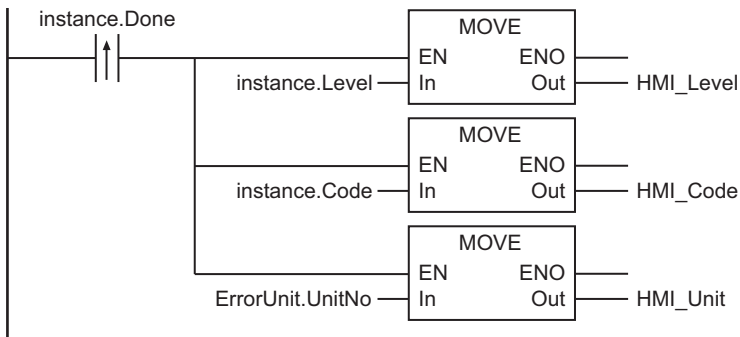 instance.Done
MOVE
EN ENO
instance.Level In Out HMI_Level
MOVE
EN ENO
instance.Code In Out HMI_Code
MOVE
EN ENO
ErrorUnit.UnitNo In Out HMI_Unit